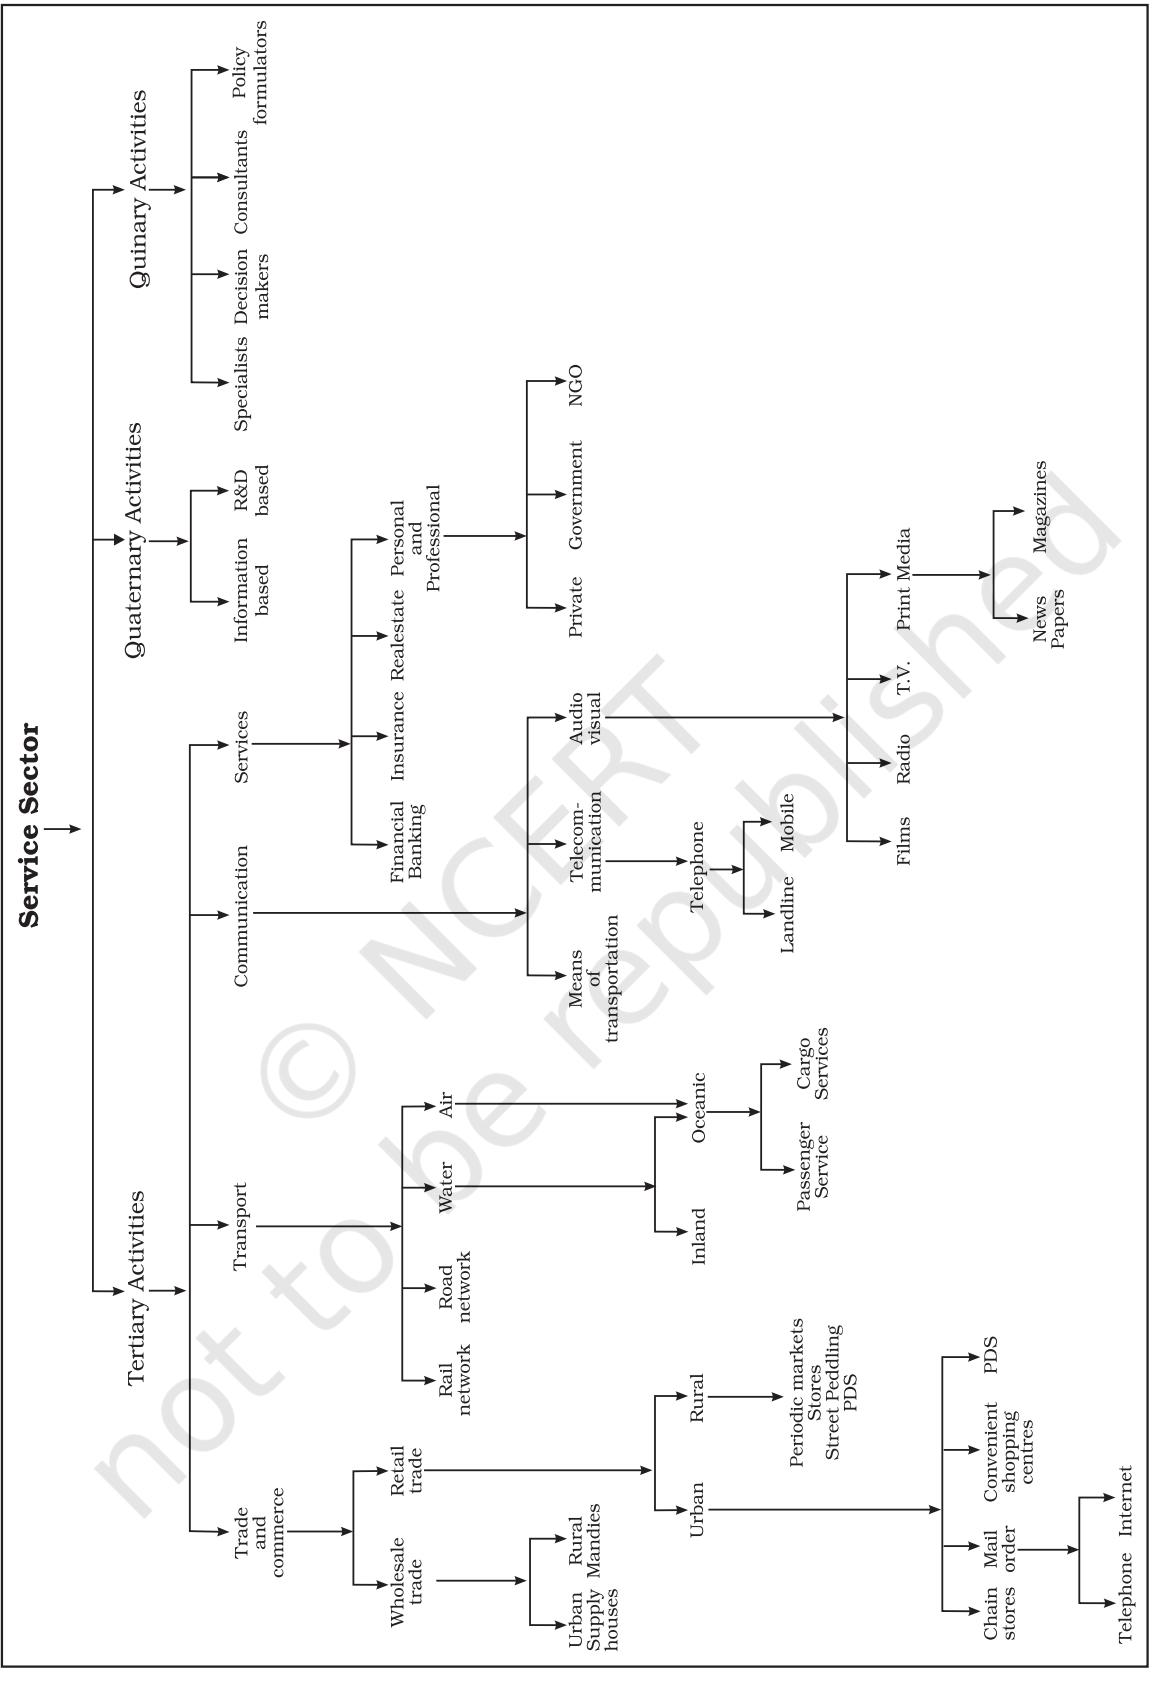 Service Sector
Tertiary Activities
Quaternary Activities
Quinary Activities
Trade
and
commerce
Transport
Communication
Services
Information
based
R&D
based
Specialists
Decision
makers
Consultants
Policy
formulators
Wholesale
trade
Retail
trade
Rail
network
Road
network
Water
Air
Financial
Banking
Insurance
Realestate
Personal
and
Professional
Urban
Supply
houses
Rural
Mandies
Means
of
transportation
Telecom-
munication
Audio
visual
Private
Government
NGO
Urban
Rural
Inland
Oceanic
Telephone
Periodic markets
Stores
Street Peddling
PDS
Passenger
Service
Cargo
Services
Landline
Mobile
Films
Radio
T.V.
Print Media
Chain
stores
Mail
order
Convenient
shopping
centres
PDS
News
Papers
Magazines
Telephone
Internet
© NCERT
not to be republished